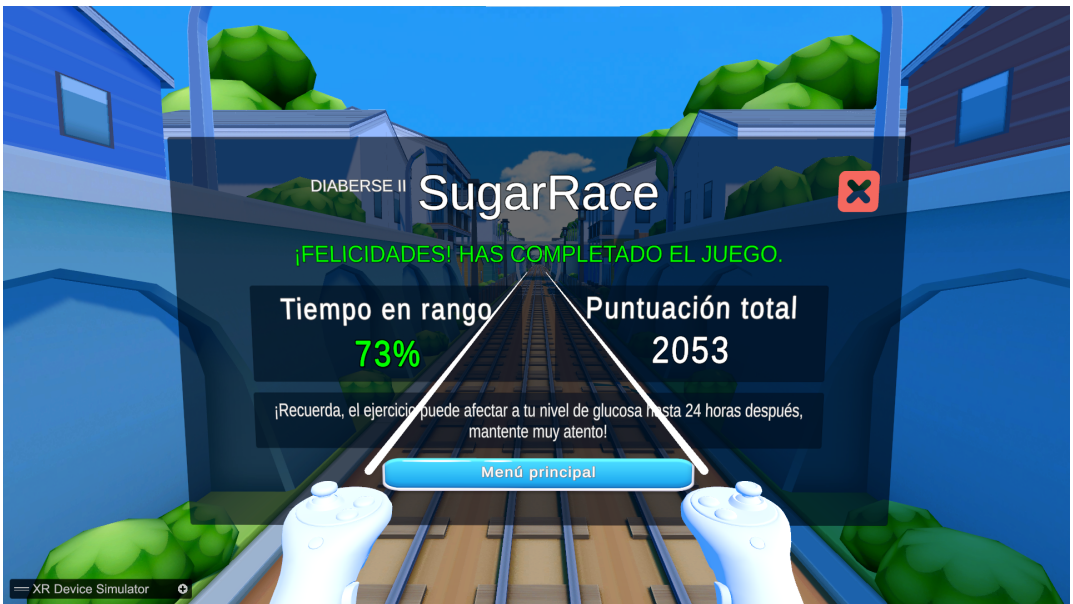 DIABERSE II SugarRace
¡FELICIDADES! HAS COMPLETADO EL JUEGO.
Tiempo en rango
73%
Puntuación total
2053
¡Recuerda, el ejercicio puede afectar a tu nivel de glucosa hasta 24 horas después,
mantente muy atento!
Menú principal
XR Device Simulator